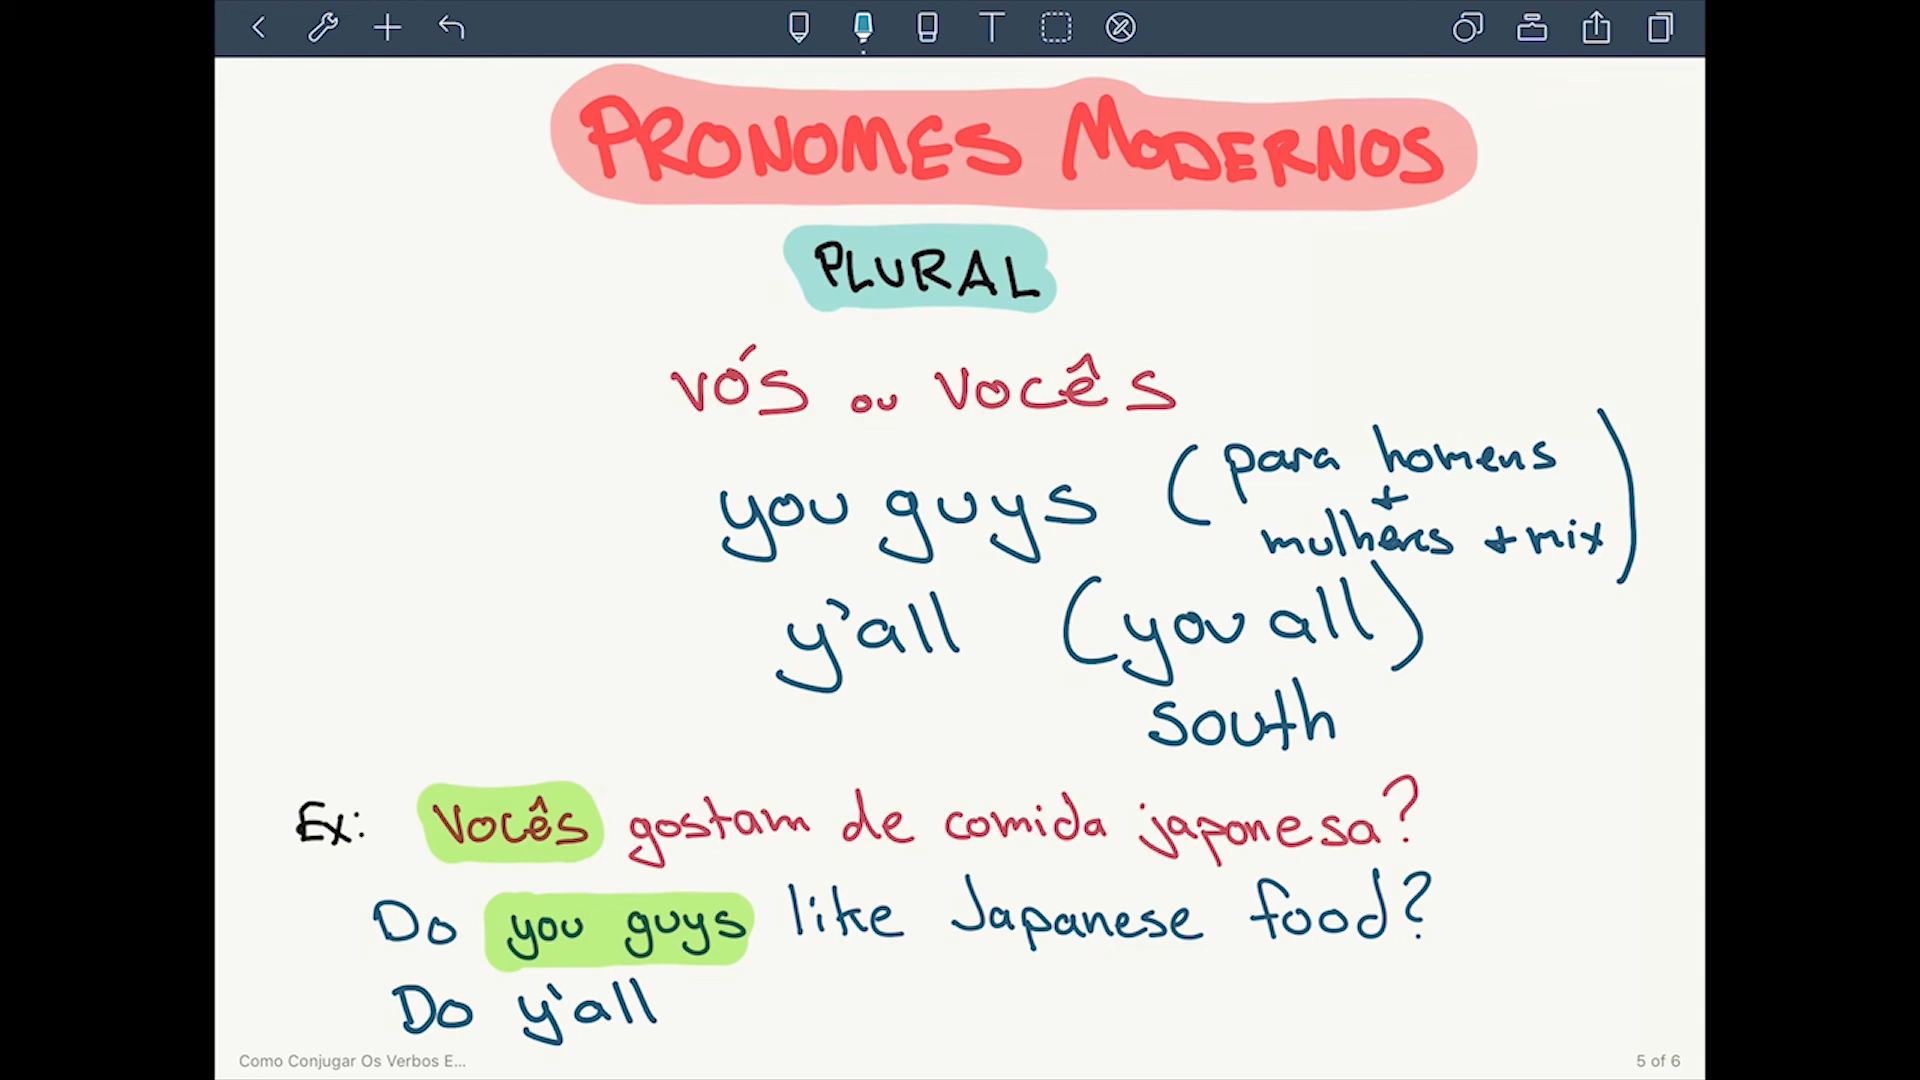 PRONOMES MODERNOS
PLURAL
vós ou vocês
you guys (para homens
+
mulheres + mix)
y'all (you all)
south
Ex: Vocês gostam de comida japonesa?
Do you guys like Japanese food?
Do y'all
Como Conjugar Os Verbos E...
5 of 6